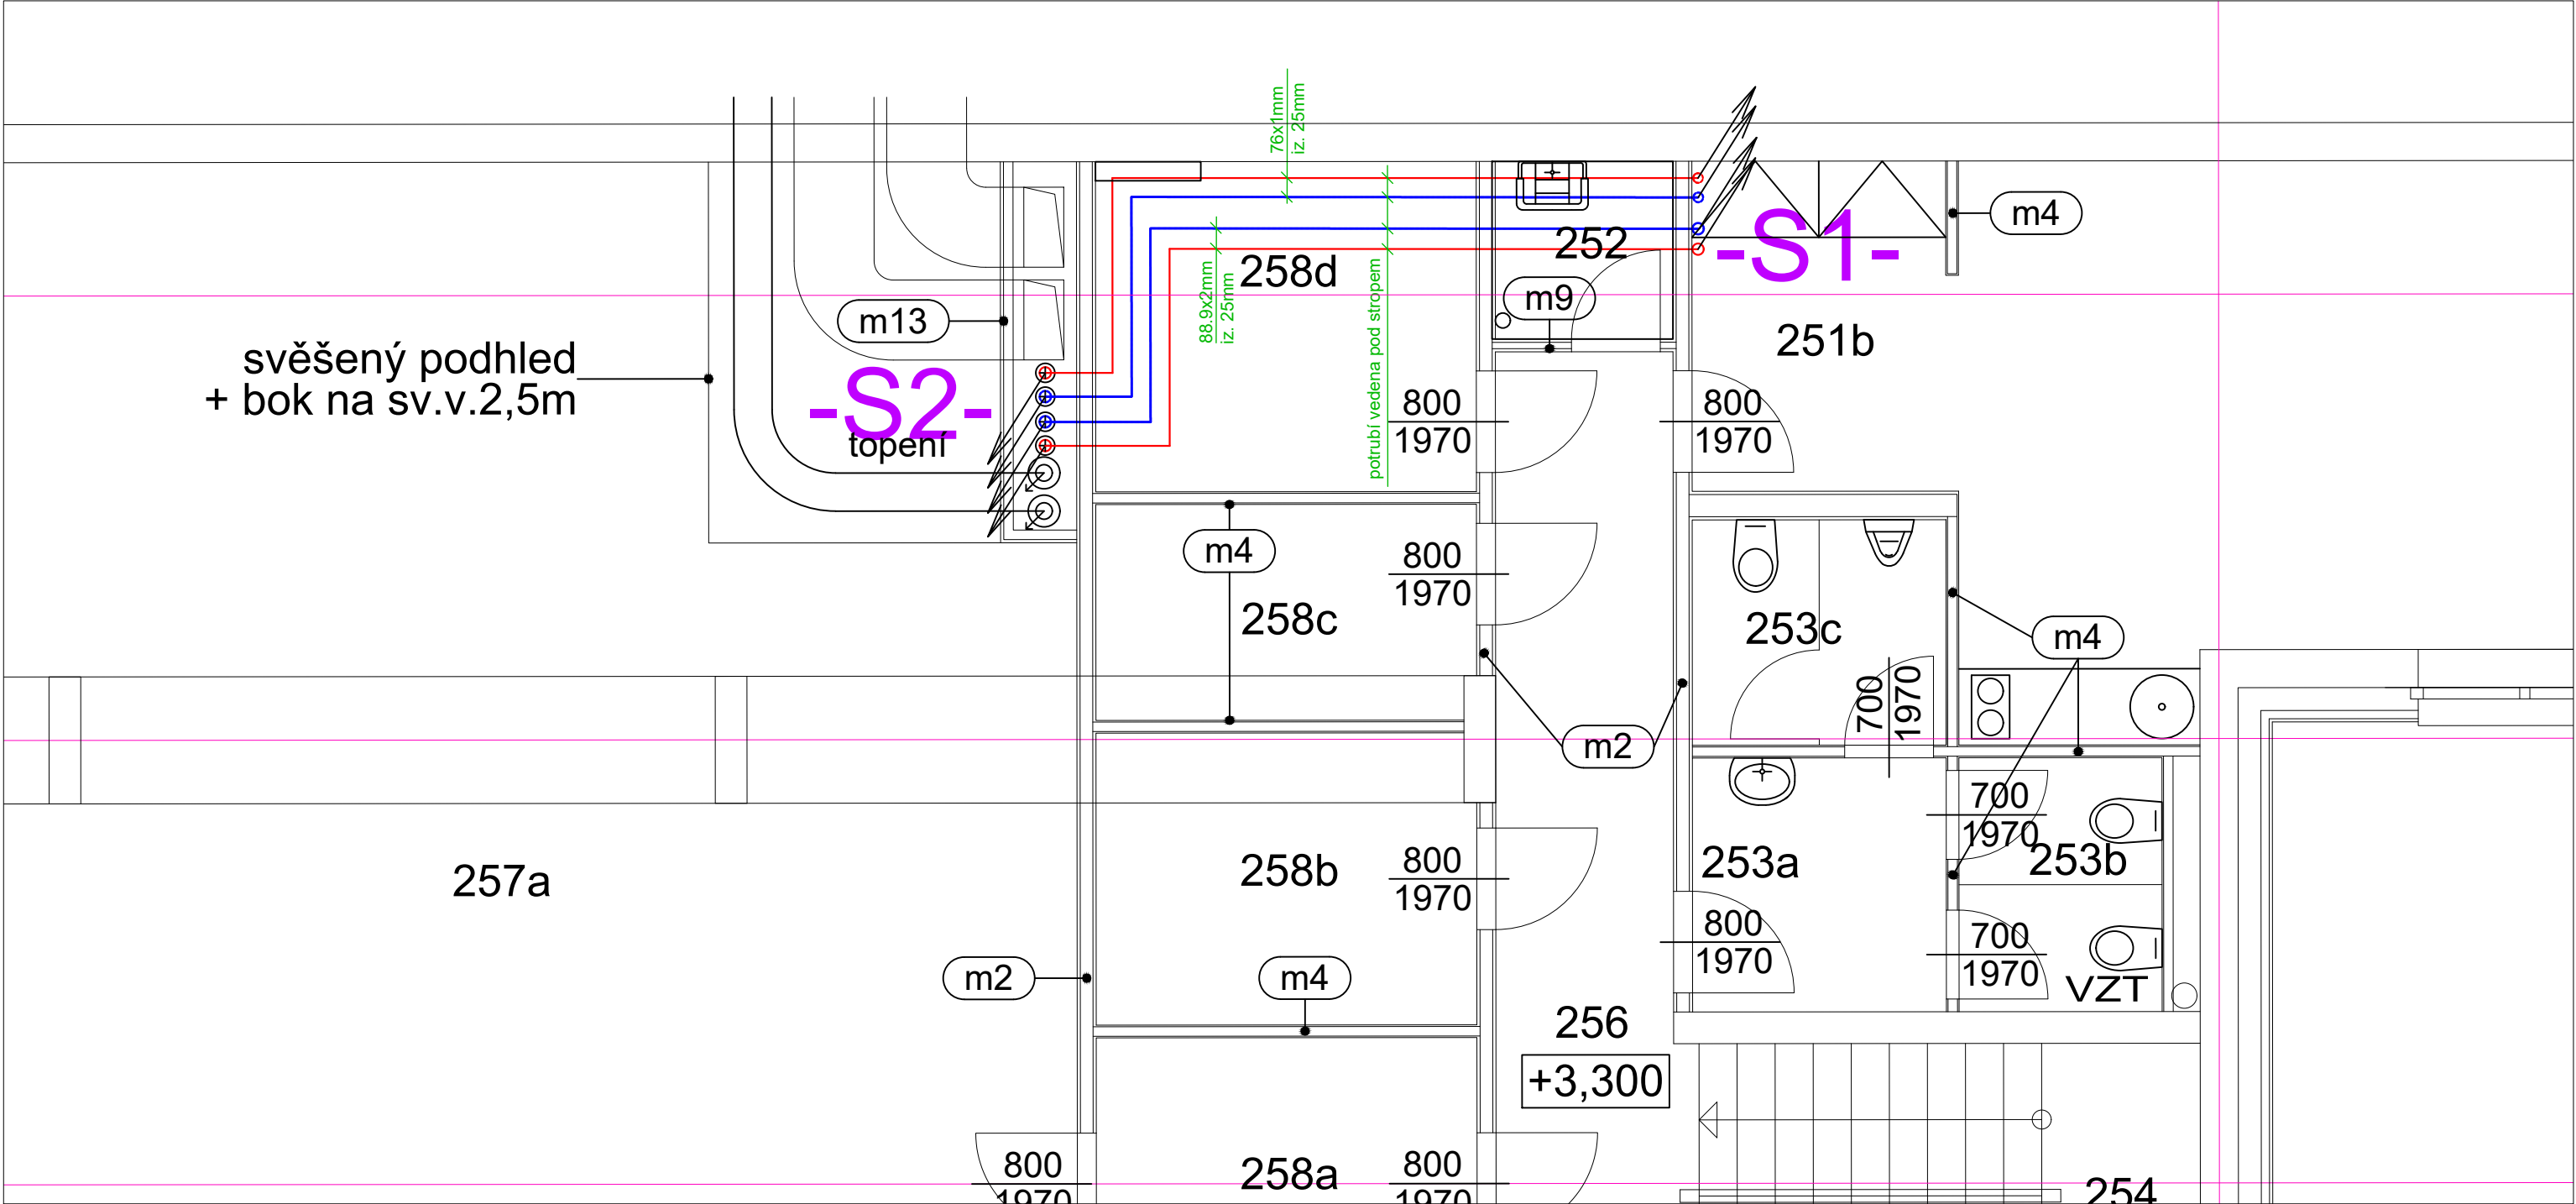 76x1mm
iz. 25mm
m4
-S1-
252
258d
m9
88.9x2mm
iz. 25mm
potrubí vedena pod stropem
m13
251b
svěšený podhled
+ bok na sv.v.2,5m
-S2-
topení
800
1970
800
1970
m4
800
1970
258c
253c
m4
700
1970
m2
700
1970
253a
253b
257a
258b
800
1970
800
1970
700
1970
VZT
m2
m4
256
+3,300
800
1970
258a
800
1970
254